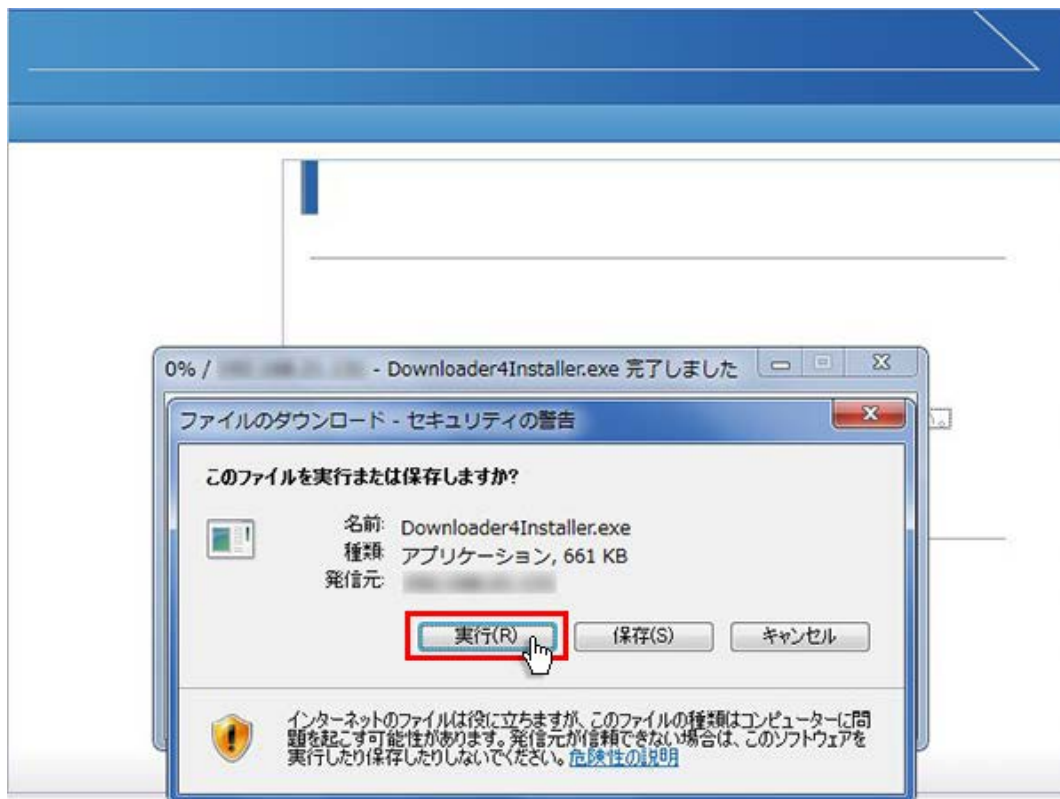 0% / - Downloader4Installer.exe 完了しました
ファイルのダウンロード - セキュリティの警告
このファイルを実行または保存しますか?
名前: Downloader4Installer.exe
種類: アプリケーション, 661 KB
発信元:
実行(R) 保存(S) キャンセル
インターネットのファイルは役に立ちますが、このファイルの種類はコンピューターに問
題を起こす可能性があります。発信元が信頼できない場合は、このソフトウェアを
実行したり保存したりしないでください。危険性の説明